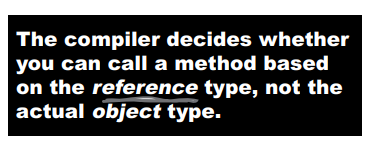 The compiler decides whether
you can call a method based
on the reference type, not the
actual object type.